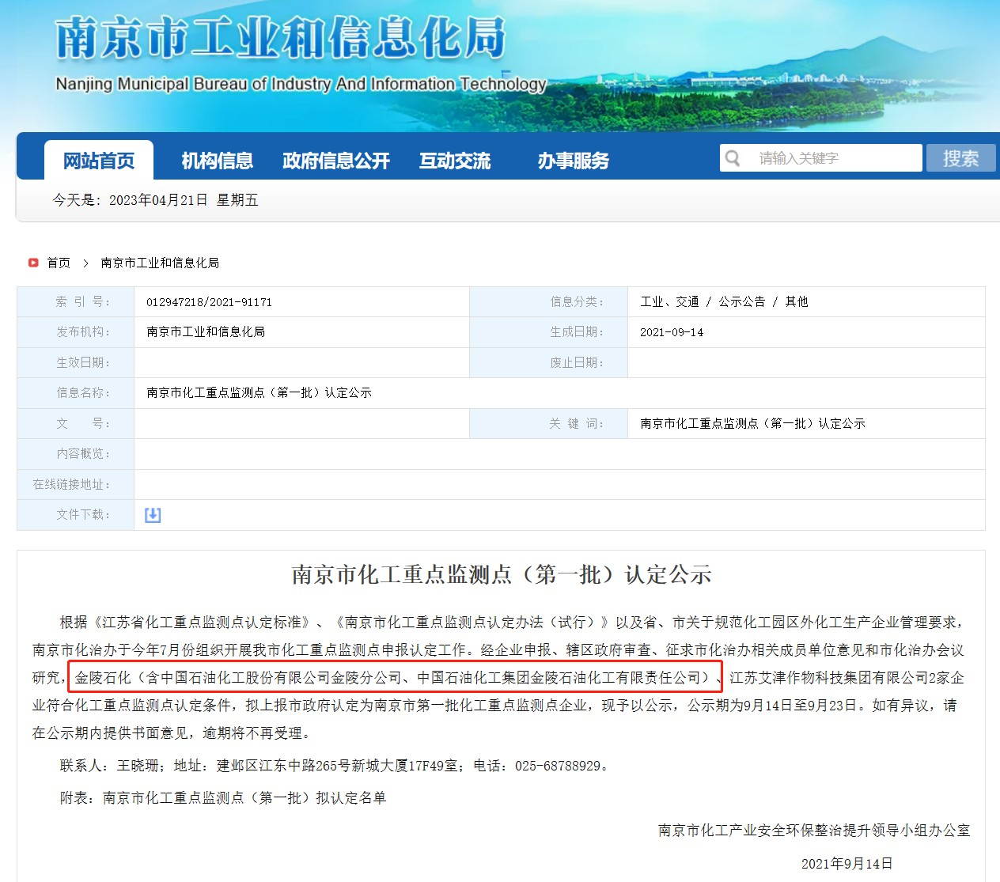 南京市工业和信息化局
Nanjing Municipal Bureau of Industry And Information Technology
网站首页 机构信息 政府信息公开 互动交流 办事服务 请输入关键字 搜索
今天是：2023年04月21日 星期五
首页 > 南京市工业和信息化局
索 引 号： 012947218/2021-91171 信息分类： 工业、交通 / 公示公告 / 其他
发布机构： 南京市工业和信息化局 生成日期： 2021-09-14
生效日期： 废止日期：
信息名称： 南京市化工重点监测点（第一批）认定公示
文 号： 关 键 词： 南京市化工重点监测点（第一批）认定公示
内容概览：
在线链接地址：
文件下载：
南京市化工重点监测点（第一批）认定公示
根据《江苏省化工重点监测点认定标准》、《南京市化工重点监测点认定办法（试行）》以及省、市关于规范化工园区外化工生产企业管理要求，
南京市化治办于今年7月份组织开展我市化工重点监测点申报认定工作。经企业申报、辖区政府审查、征求市化治办相关成员单位意见和市化治办会议
研究，金陵石化（含中国石油化工股份有限公司金陵分公司、中国石油化工集团金陵石油化工有限责任公司）、江苏艾津作物科技集团有限公司2家企
业符合化工重点监测点认定条件，拟上报市政府认定为南京市第一批化工重点监测点企业，现予以公示，公示期为9月14日至9月23日。如有异议，请
在公示期内提供书面意见，逾期将不再受理。
联系人：王晓珊；地址：建邺区江东中路265号新城大厦17F49室；电话：025-68788929。
附表：南京市化工重点监测点（第一批）拟认定名单
南京市化工产业安全环保整治提升领导小组办公室
2021年9月14日